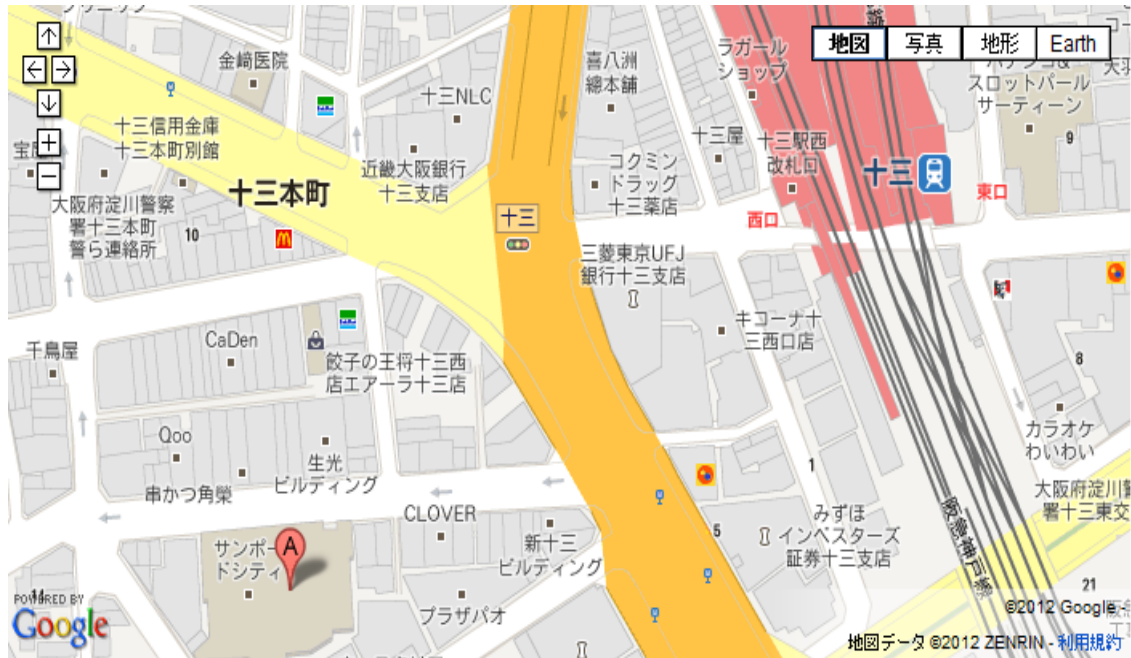 クリニック
金﨑医院
十三NLC
喜八洲
總本舗
ラガール
ショップ
地図
写真
地形
Earth
パチンコ&
スロットパール
サーティーン
十三信用金庫
十三本町別館
近畿大阪銀行
十三支店
十三屋
十三駅西
改札口
コクミン
ドラッグ
十三薬店
十三
9
東口
西口
十三本町
大阪府淀川警察
署十三本町
警ら連絡所
10
十三
三菱東京UFJ
銀行十三支店
キコーナ十
三西口店
千鳥屋
CaDen
餃子の王将十三西
店エアーラ十三店
8
カラオケ
わいわい
Qoo
生光
ビルディング
串かつ角榮
1
大阪府淀川警
署十三東交
CLOVER
新十三
ビルディング
5
みずほ
インベスターズ
証券十三支店
阪急神戸線
サンポー
ドシティ
A
プラザパオ
21
14
POWERED BY
Google
©2012 Google -
地図データ ©2012 ZENRIN - 利用規約